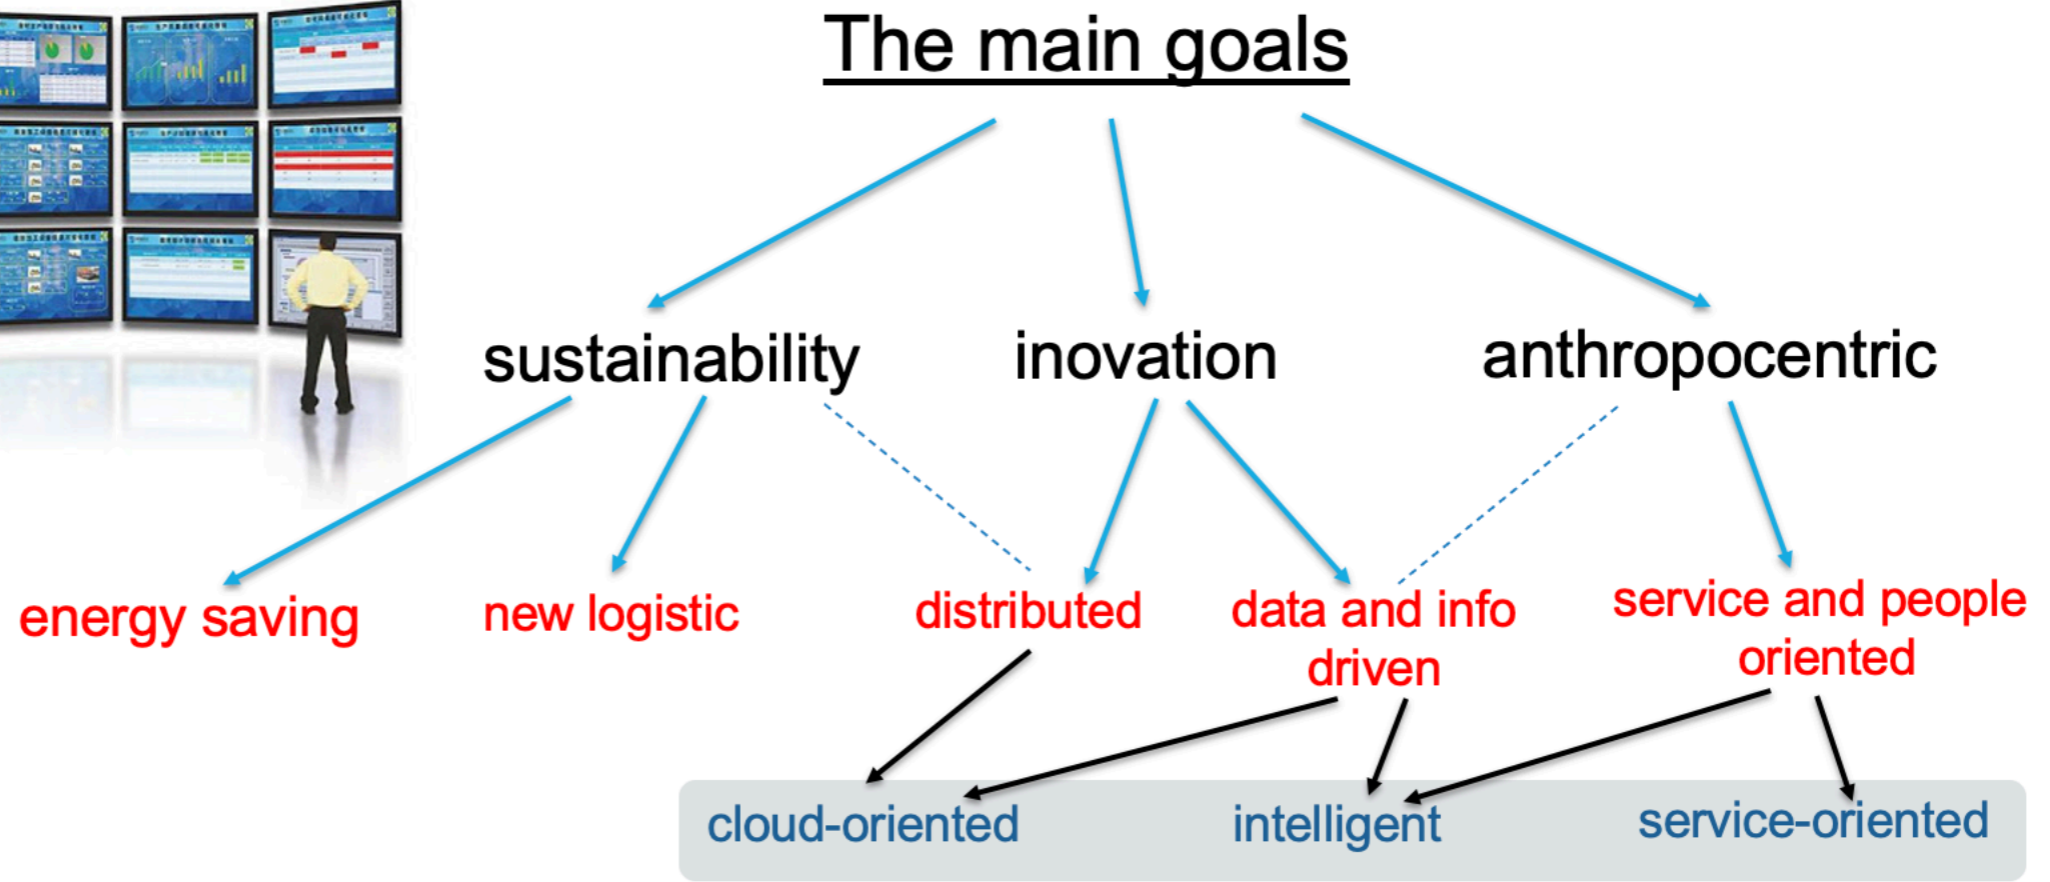 The main goals
sustainability
inovation
anthropocentric
energy saving
new logistic
distributed
data and info
driven
service and people
oriented
cloud-oriented
intelligent
service-oriented